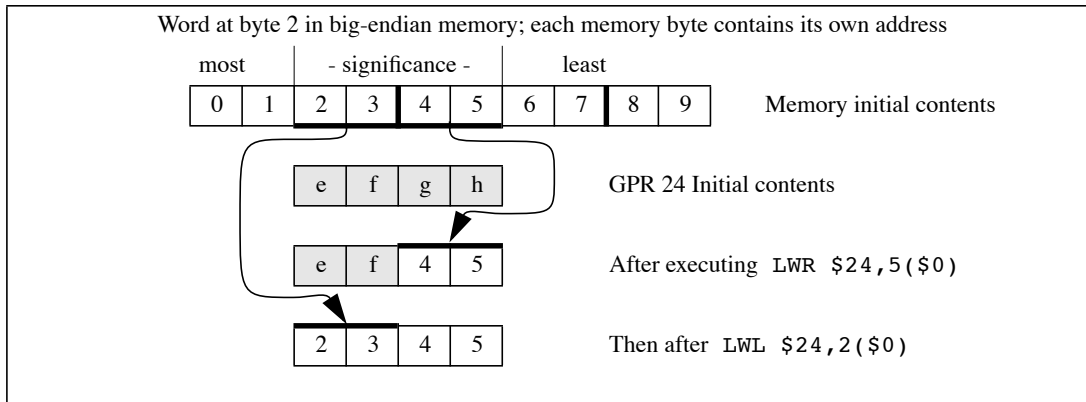 Word at byte 2 in big-endian memory; each memory byte contains its own address
most - significance - least
0 1 2 3 4 5 6 7 8 9 Memory initial contents
e f g h GPR 24 Initial contents
e f 4 5 After executing LWR $24,5($0)
2 3 4 5 Then after LWL $24,2($0)